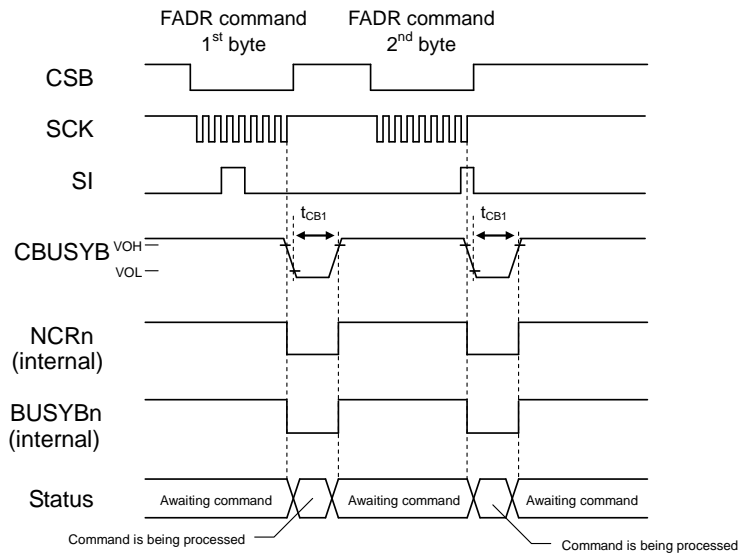 FADR command
1st byte
FADR command
2nd byte
CSB
SCK
SI
tCB1
tCB1
CBUSYB
VOH
VOL
NCRn
(internal)
BUSYBn
(internal)
Status
Awaiting command
Awaiting command
Awaiting command
Command is being processed
Command is being processed